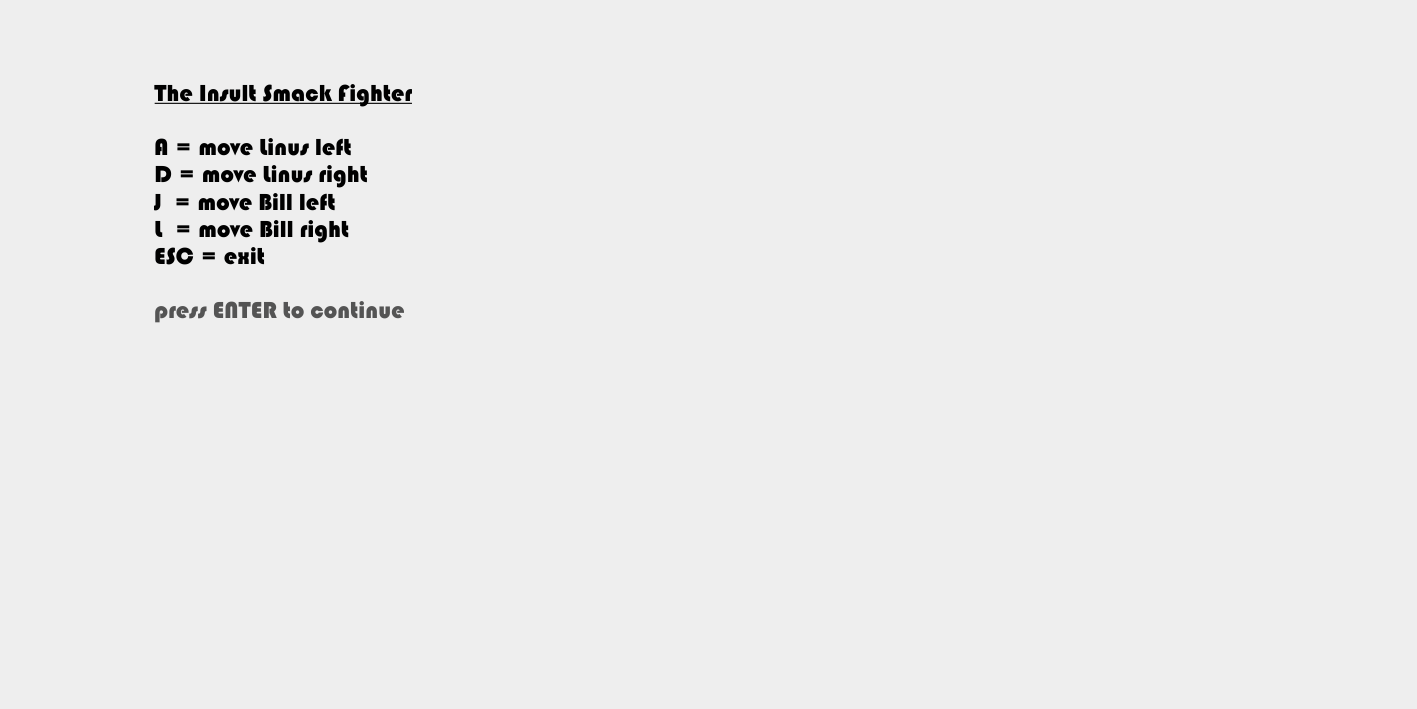 The Insult Smack Fighter
A = move Linus left
D = move Linus right
J = move Bill left
L = move Bill right
ESC = exit
press ENTER to continue